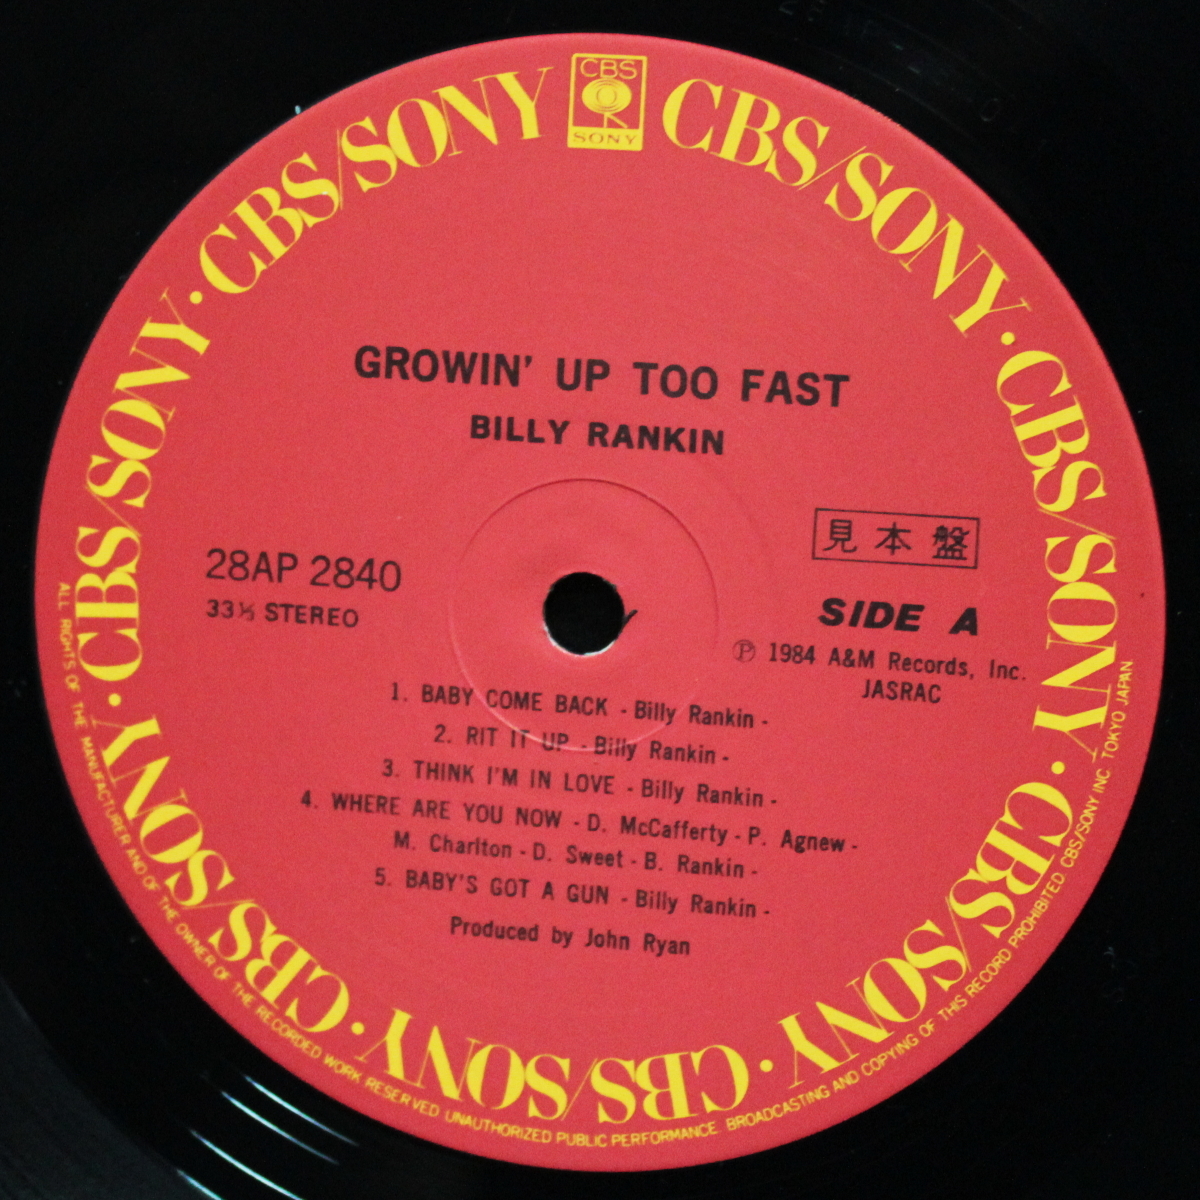 CBS
SONY
CBS/SONY · CBS/SONY · CBS/SONY · CBS/SONY · CBS/SONY · CBS/SONY · CBS/SONY · CBS/SONY
GROWIN' UP TOO FAST
BILLY RANKIN
28AP 2840
33⅓ STEREO
見本盤
SIDE A
Ⓟ 1984 A&M Records, Inc.
JASRAC
1. BABY COME BACK - Billy Rankin -
2. RIT IT UP - Billy Rankin -
3. THINK I'M IN LOVE - Billy Rankin -
4. WHERE ARE YOU NOW - D. McCafferty - P. Agnew -
M. Charlton - D. Sweet - B. Rankin -
5. BABY'S GOT A GUN - Billy Rankin -
Produced by John Ryan
ALL RIGHTS OF THE MANUFACTURER AND OF THE OWNER OF THE RECORDED WORK RESERVED UNAUTHORIZED PUBLIC PERFORMANCE BROADCASTING AND COPYING OF THIS RECORD PROHIBITED CBS/SONY INC. TOKYO JAPAN